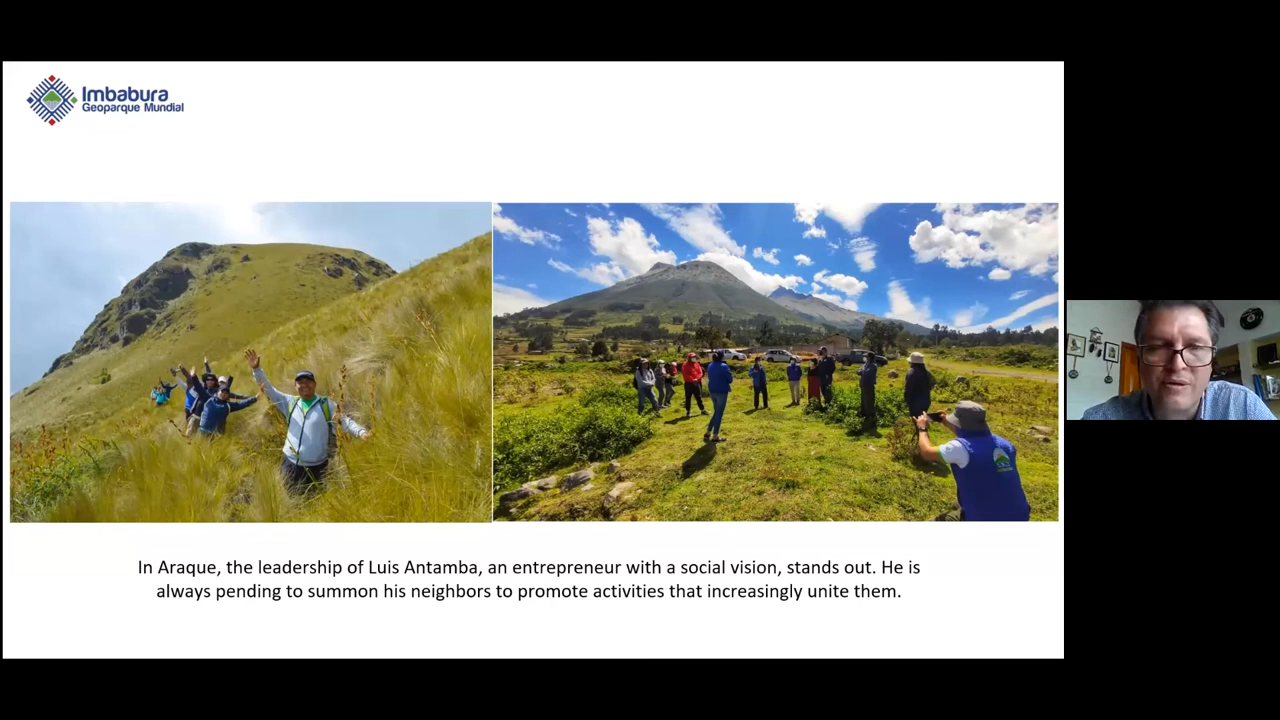 Imbabura
Geoparque Mundial
In Araque, the leadership of Luis Antamba, an entrepreneur with a social vision, stands out. He is
always pending to summon his neighbors to promote activities that increasingly unite them.